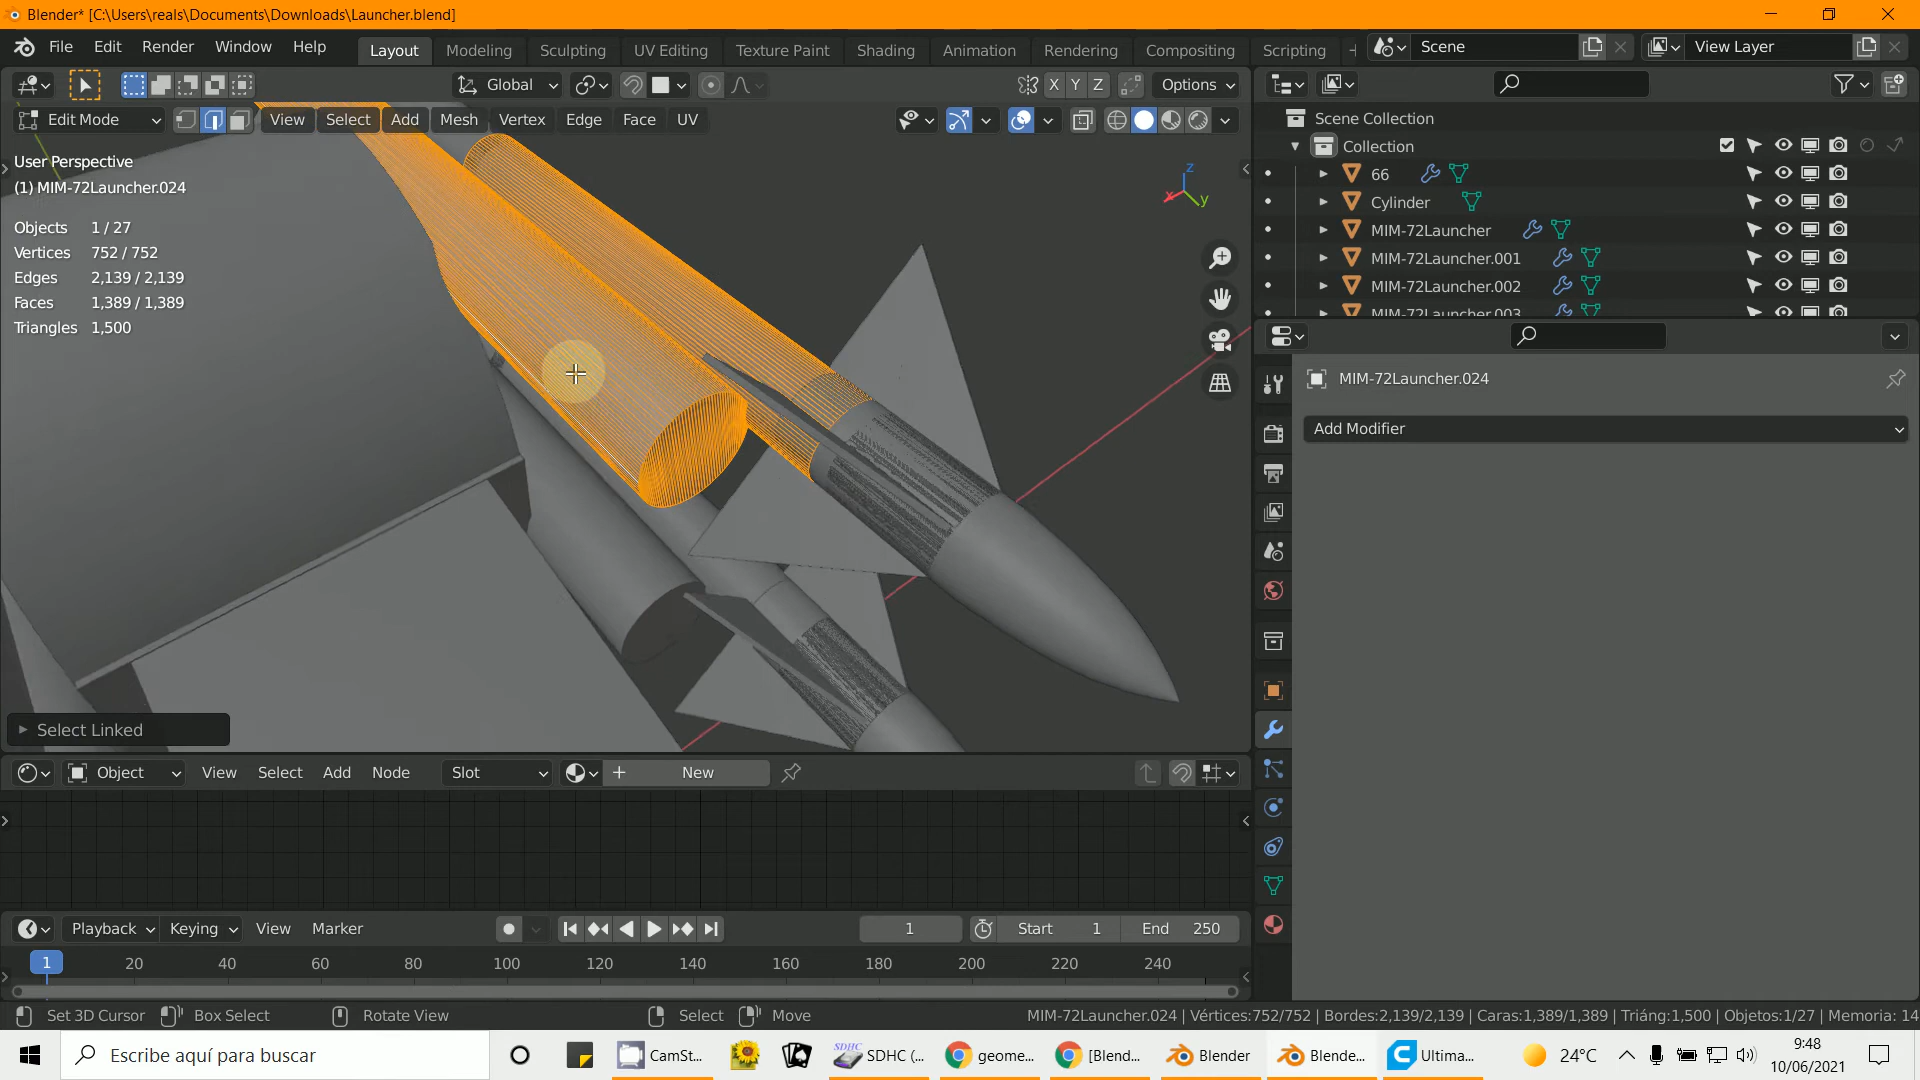 Blender* [C:\Users\reals\Documents\Downloads\Launcher.blend]
File Edit Render Window Help Layout Modeling Sculpting UV Editing Texture Paint Shading Animation Rendering Compositing Scripting Scene View Layer
Global X Y Z Options
Edit Mode View Select Add Mesh Vertex Edge Face UV
User Perspective
(1) MIM-72Launcher.024
Objects 1 / 27
Vertices 752 / 752
Edges 2,139 / 2,139
Faces 1,389 / 1,389
Triangles 1,500
z
x
y
Select Linked
Scene Collection
Collection
66
Cylinder
MIM-72Launcher
MIM-72Launcher.001
MIM-72Launcher.002
MIM-72Launcher.003
MIM-72Launcher.024
Add Modifier
Object View Select Add Node Slot New
Playback Keying View Marker 1 Start 1 End 250
1 20 40 60 80 100 120 140 160 180 200 220 240
Set 3D Cursor Box Select Rotate View Select Move MIM-72Launcher.024 | Vértices:752/752 | Bordes:2,139/2,139 | Caras:1,389/1,389 | Triáng:1,500 | Objetos:1/27 | Memoria: 14
Escribe aquí para buscar CamSt... SDHC (... geome... [Blend... Blender Blende... Ultima... 24°C 9:48
10/06/2021